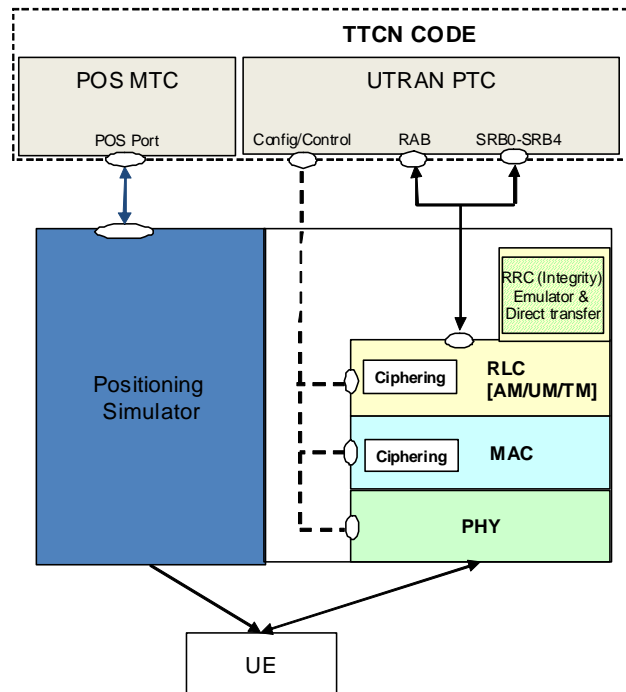 TTCN CODE
POS MTC
UTRAN PTC
POS Port
Config/Control
RAB
SRB0-SRB4
RRC (Integrity)
Emulator &
Direct transfer
Positioning
Simulator
Ciphering
RLC
[AM/UM/TM]
Ciphering
MAC
PHY
UE